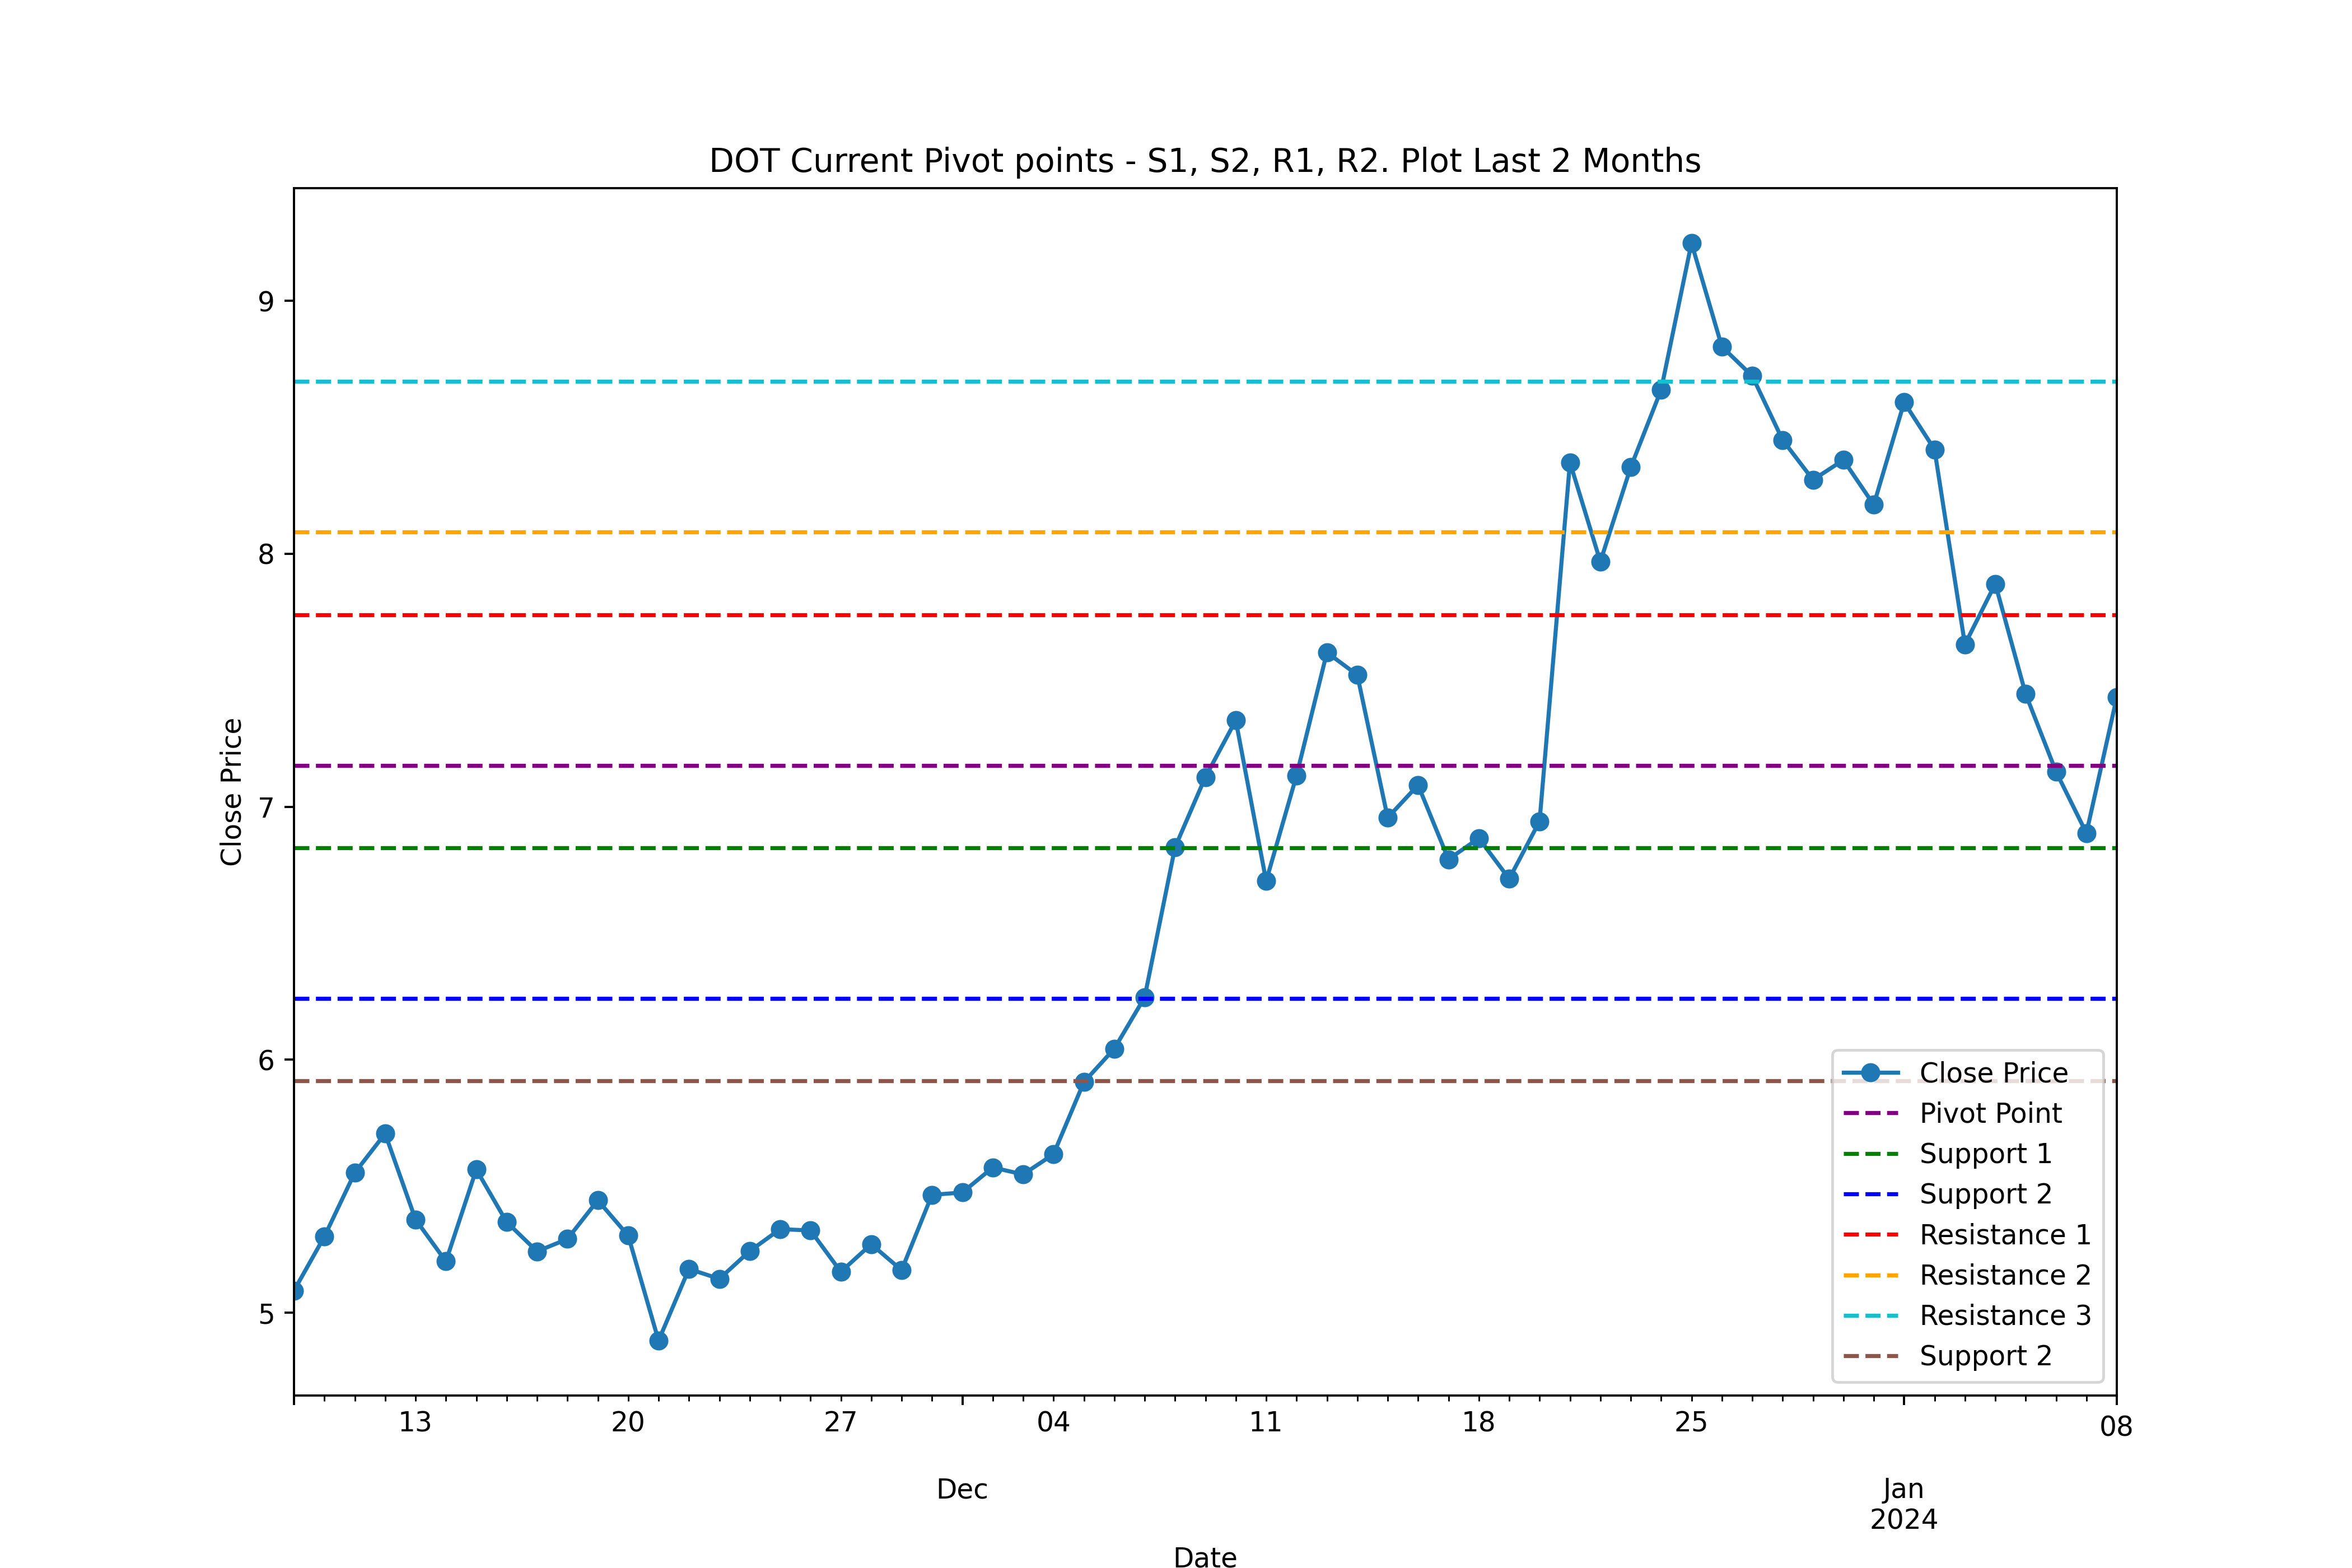 DOT Current Pivot points - S1, S2, R1, R2. Plot Last 2 Months
Close Price
9
8
7
6
5
Close Price
Pivot Point
Support 1
Support 2
Resistance 1
Resistance 2
Resistance 3
Support 2
13 20 27 04 11 18 25 08
Dec Jan
2024
Date